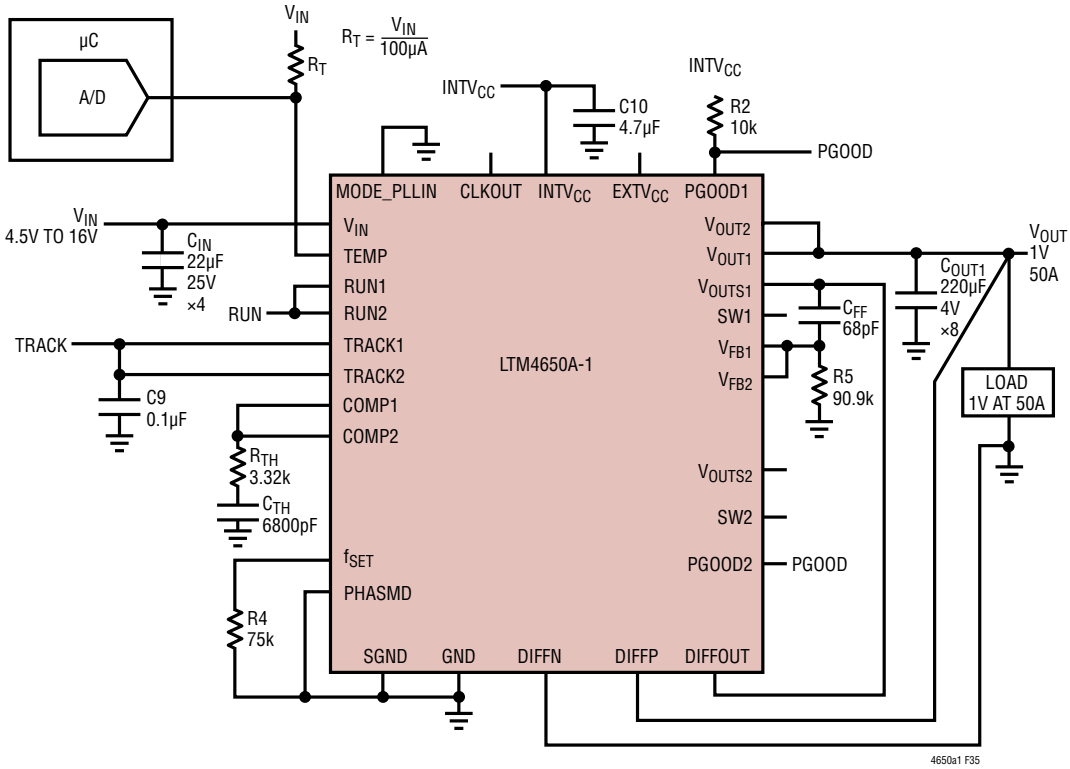 µC
A/D
VIN
RT
RT = VIN / 100µA
INTVCC
C10
4.7µF
INTVCC
R2
10k
PGOOD
MODE_PLLIN
CLKOUT
INTVCC
EXTVCC
PGOOD1
VIN
4.5V TO 16V
CIN
22µF
25V
×4
RUN
TRACK
C9
0.1µF
RTH
3.32k
CTH
6800pF
R4
75k
VIN
TEMP
RUN1
RUN2
TRACK1
TRACK2
COMP1
COMP2
fSET
PHASMD
LTM4650A-1
VOUT2
VOUT1
VOUTS1
SW1
VFB1
VFB2
VOUTS2
SW2
PGOOD2
PGOOD
SGND
GND
DIFFN
DIFFP
DIFFOUT
CFF
68pF
R5
90.9k
COUT1
220µF
4V
×8
VOUT
1V
50A
LOAD
1V AT 50A
4650a1 F35